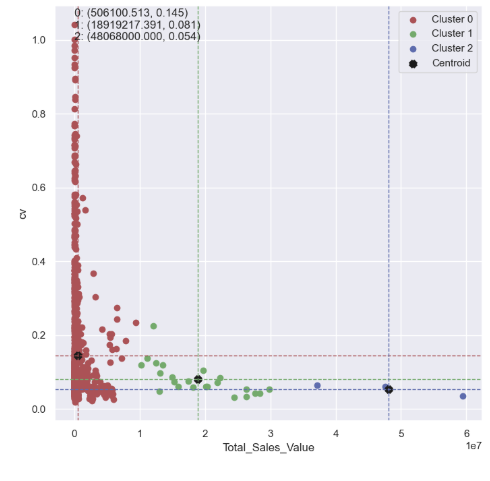 0: (506100.513, 0.145)
1: (18919217.391, 0.081)
2: (48068000.000, 0.054)
Cluster 0
Cluster 1
Cluster 2
Centroid
cv
1.0
0.8
0.6
0.4
0.2
0.0
0 1 2 3 4 5 6
1e7
Total_Sales_Value